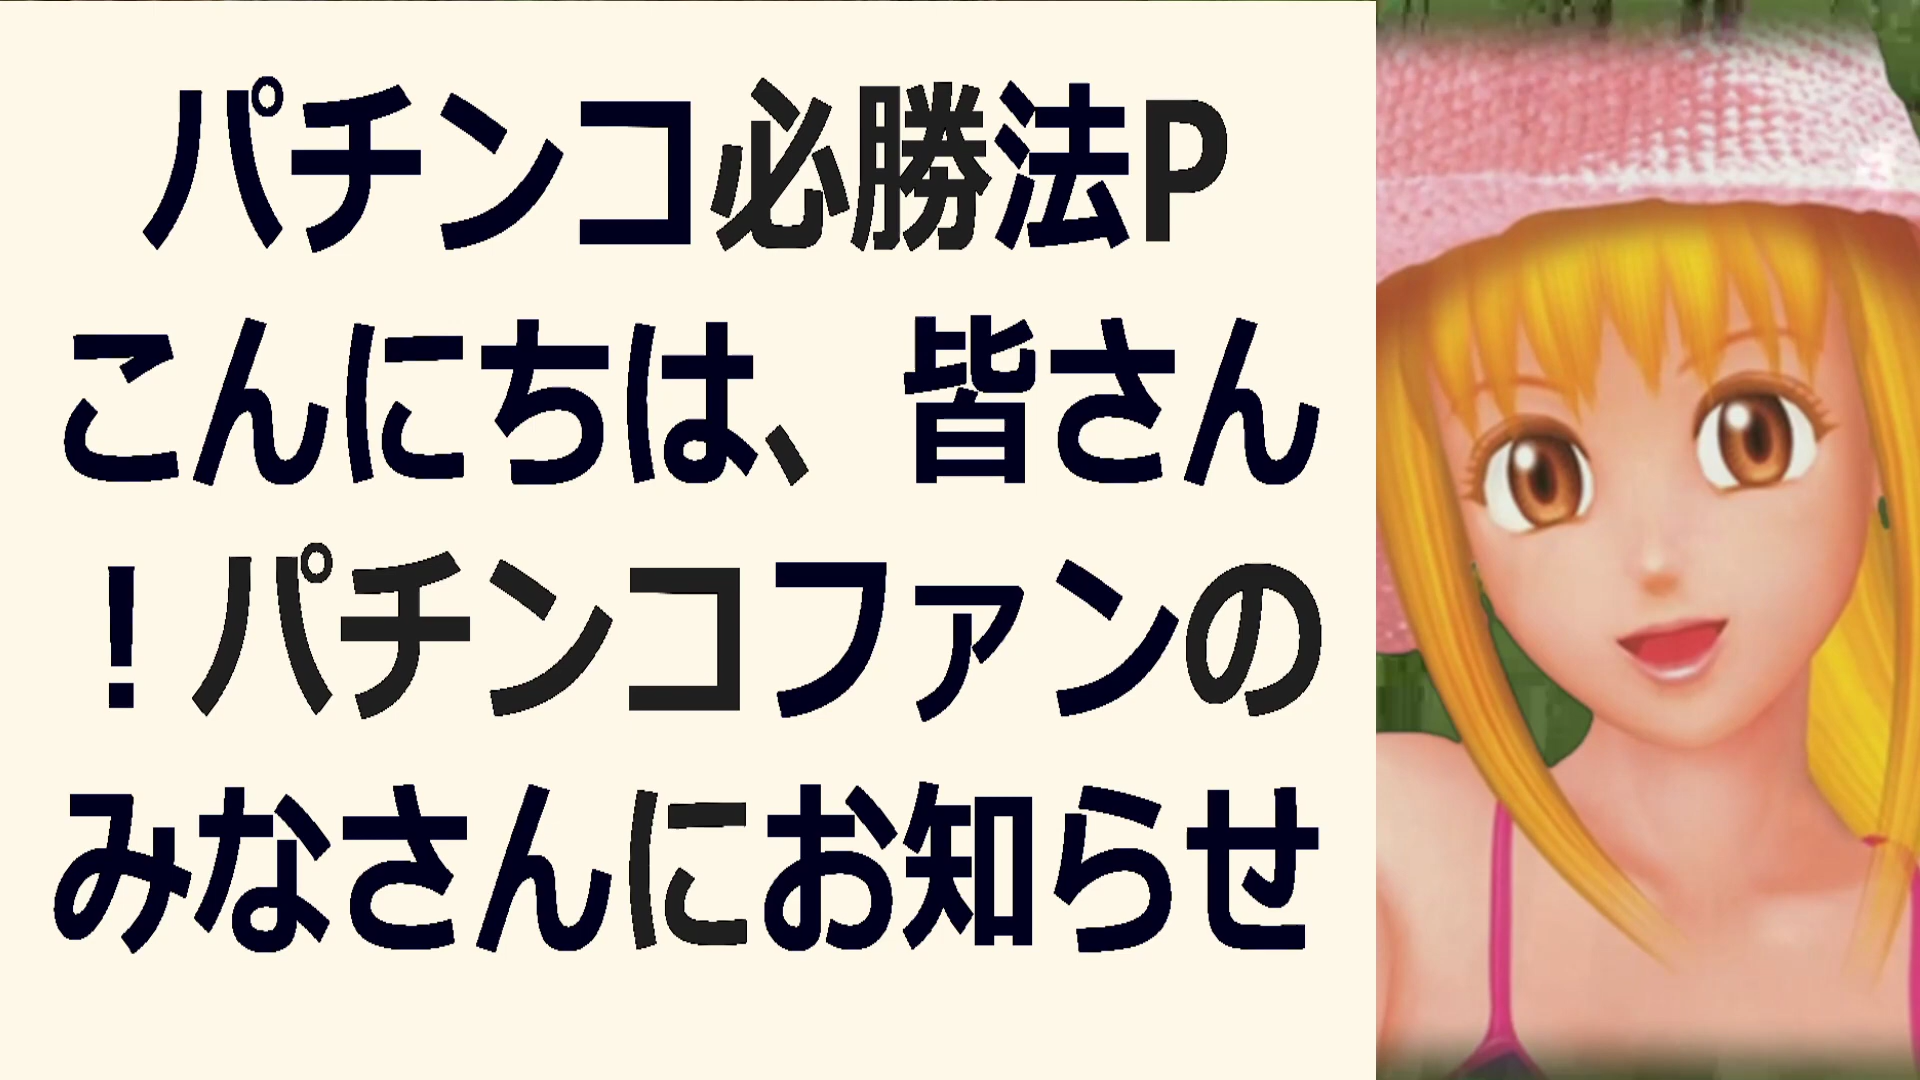 パチンコ必勝法P
こんにちは、皆さん
！パチンコファンの
みなさんにお知らせ